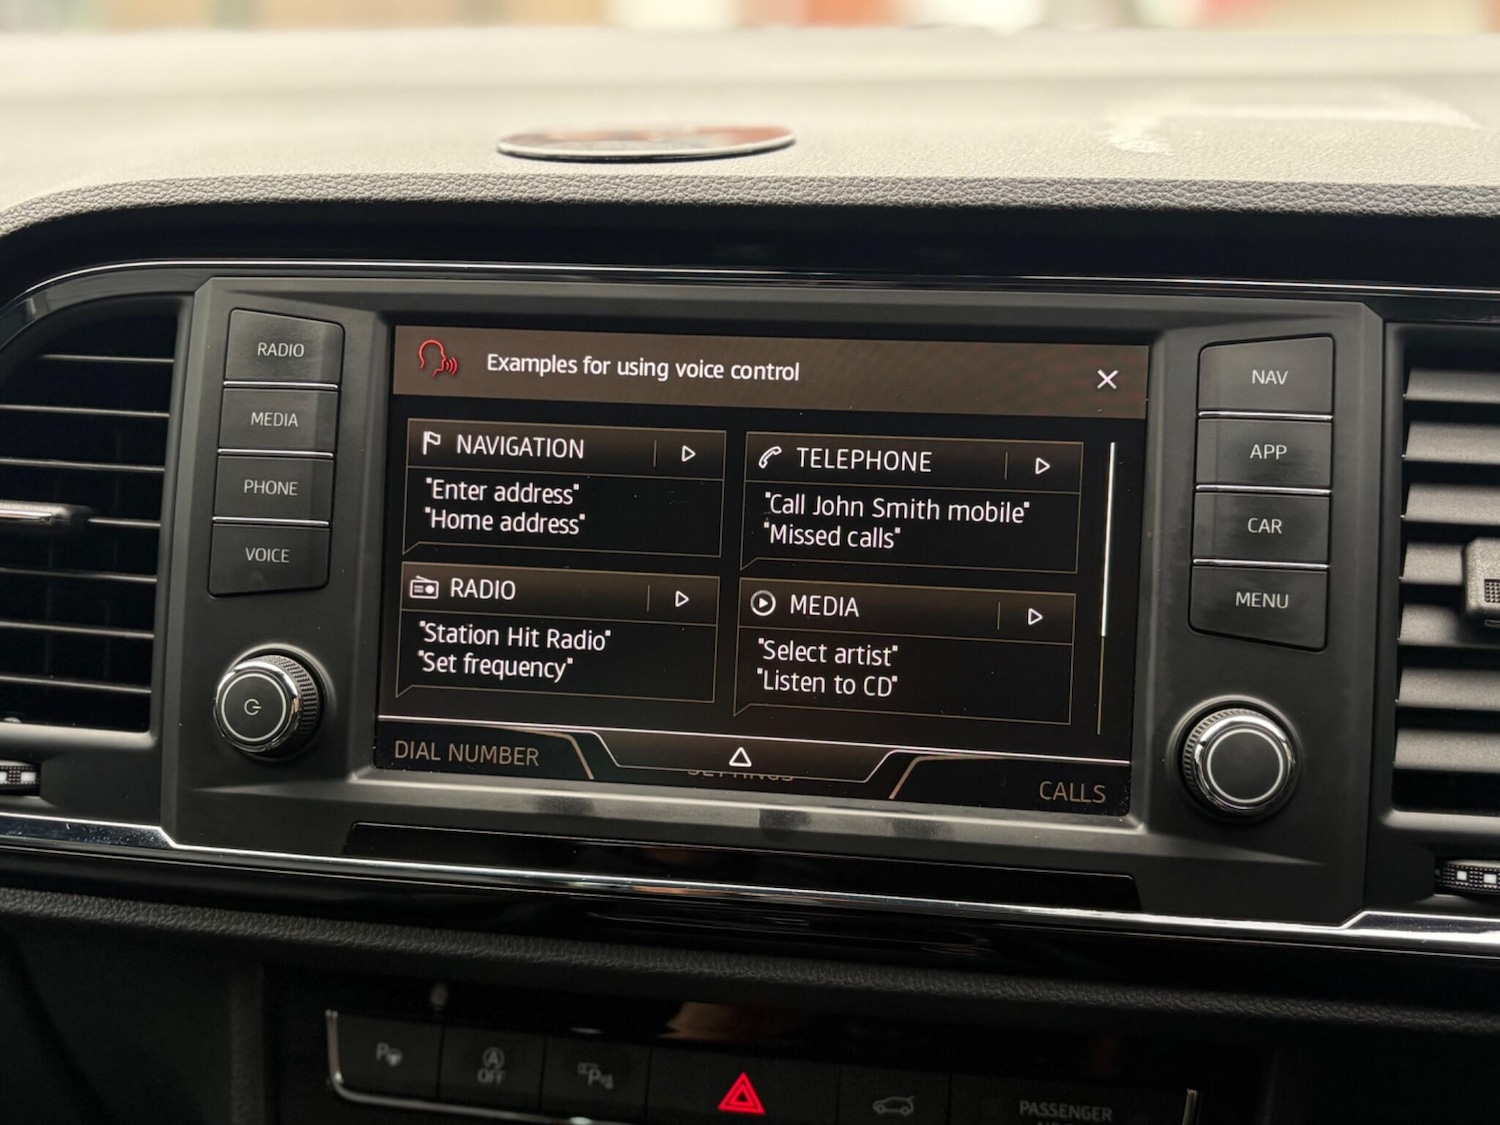 RADIO
MEDIA
PHONE
VOICE
Examples for using voice control
NAVIGATION
"Enter address"
"Home address"
TELEPHONE
"Call John Smith mobile"
"Missed calls"
RADIO
"Station Hit Radio"
"Set frequency"
MEDIA
"Select artist"
"Listen to CD"
DIAL NUMBER
SETTINGS
CALLS
NAV
APP
CAR
MENU
P
A
OFF
P
PASSENGER